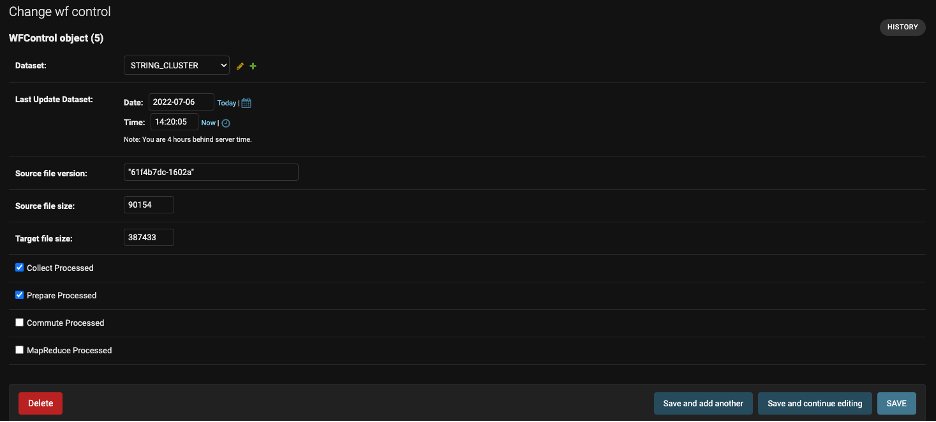 Change wf control
HISTORY
WFControl object (5)
Dataset: STRING_CLUSTER
Last Update Dataset:
Date: 2022-07-06 Today |
Time: 14:20:05 Now |
Note: You are 4 hours behind server time.
Source file version: "61f4b7dc-1602a"
Source file size: 90154
Target file size: 387433
Collect Processed
Prepare Processed
Commute Processed
MapReduce Processed
Delete Save and add another Save and continue editing SAVE